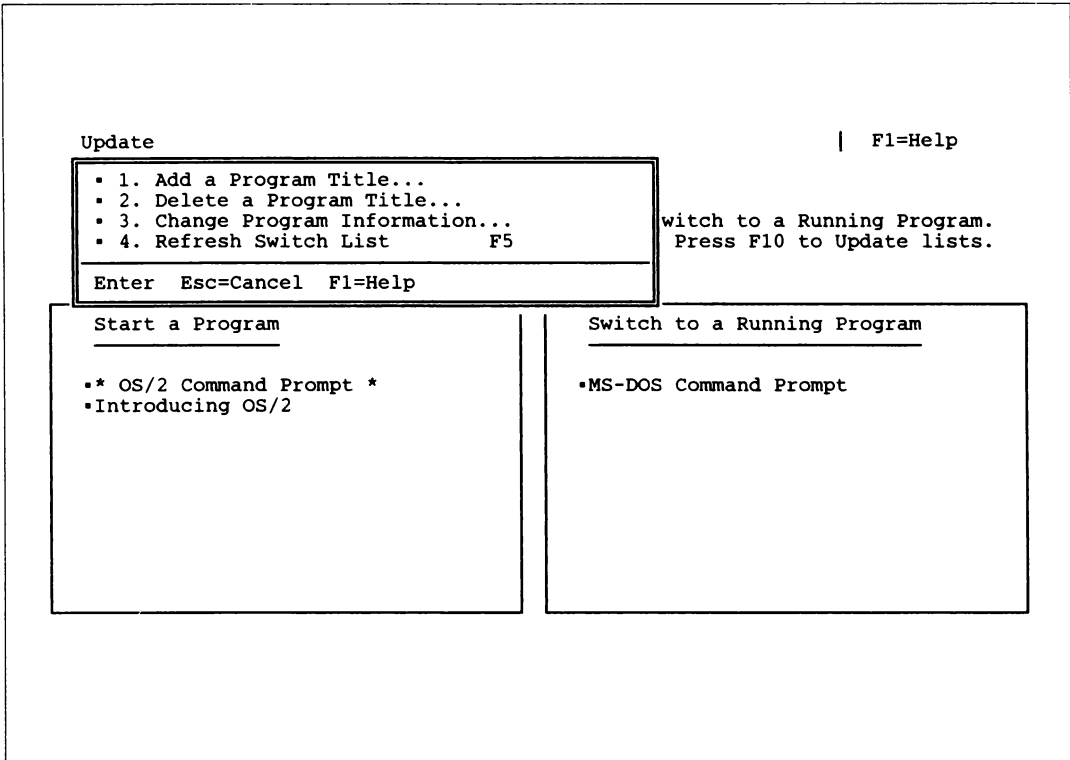 Update | F1=Help
▪ 1. Add a Program Title...
▪ 2. Delete a Program Title...
▪ 3. Change Program Information...
▪ 4. Refresh Switch List F5
Enter Esc=Cancel F1=Help
witch to a Running Program.
Press F10 to Update lists.
Start a Program
▪* OS/2 Command Prompt *
▪Introducing OS/2
Switch to a Running Program
▪MS-DOS Command Prompt